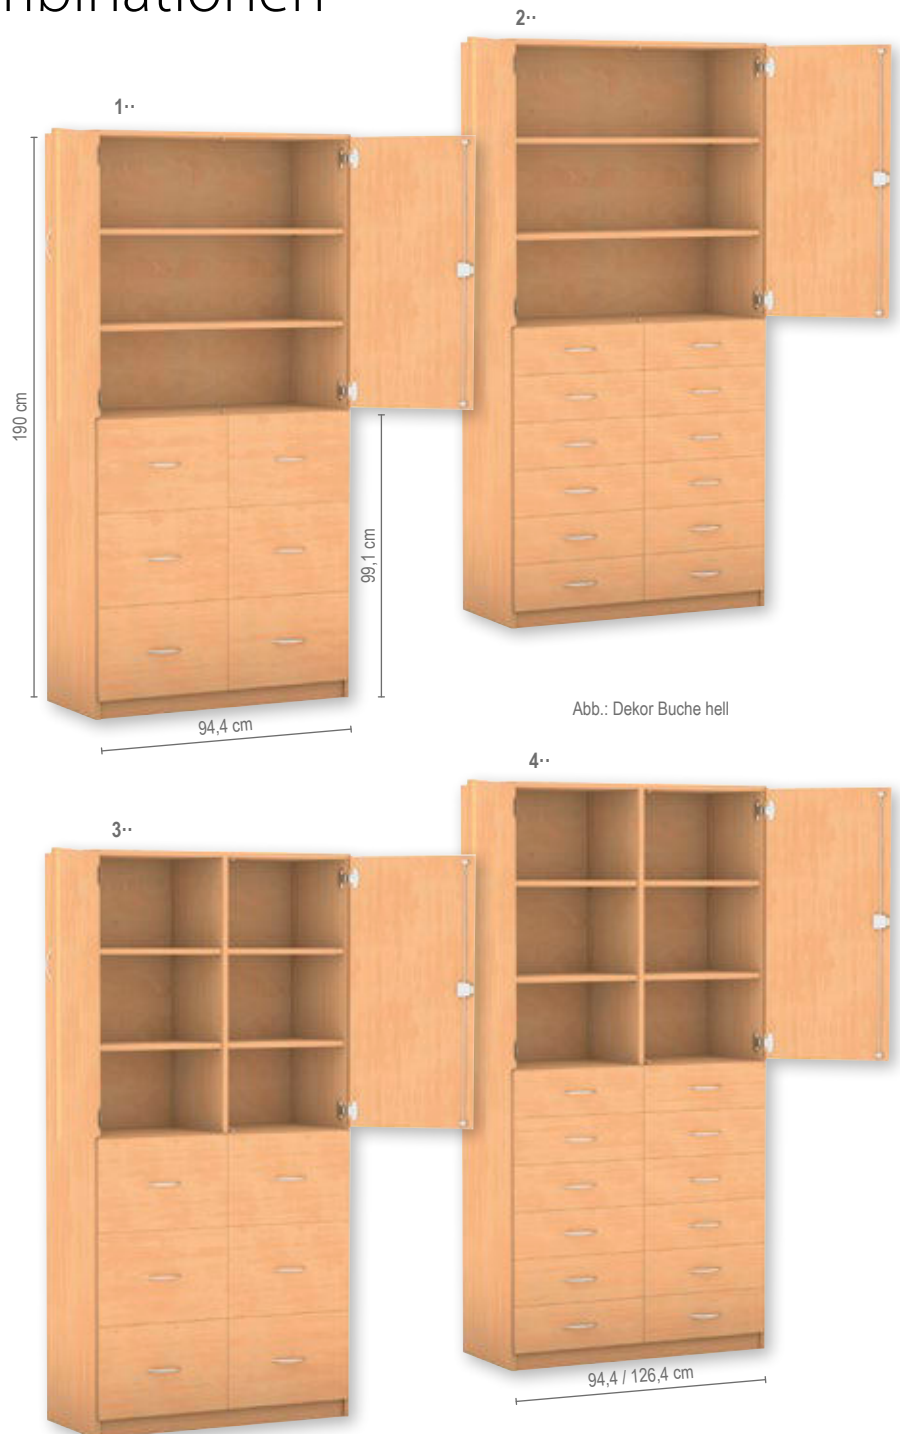 2··
1··
190 cm
99,1 cm
94,4 cm
Abb.: Dekor Buche hell
4··
3··
94,4 / 126,4 cm